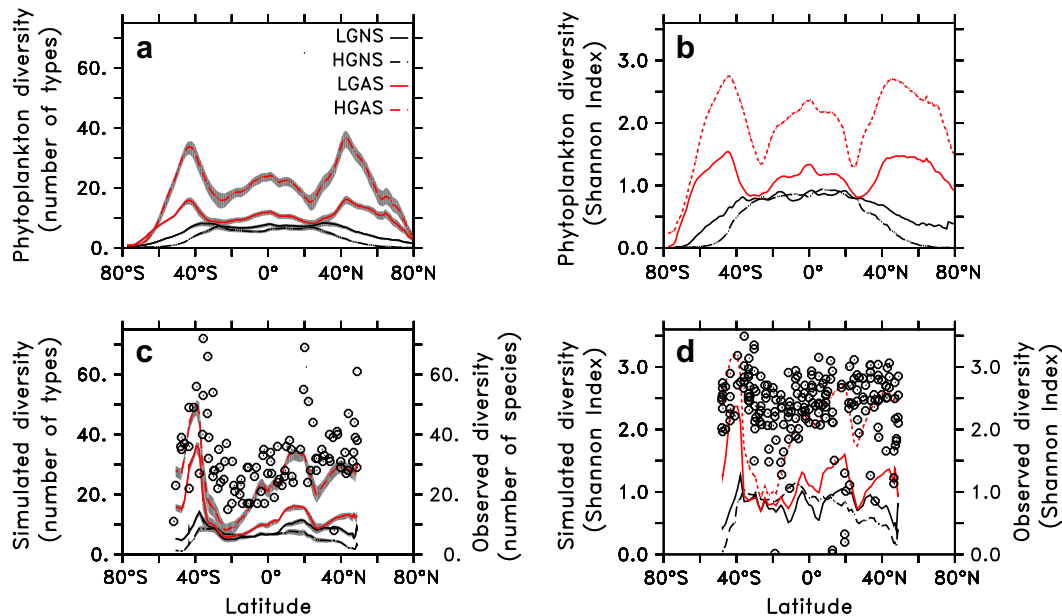 a
Phytoplankton diversity
(number of types)
60.
40.
20.
0.
LGNS
HGNS
LGAS
HGAS
80°S 40°S 0° 40°N 80°N
b
Phytoplankton diversity
(Shannon Index)
3.0
2.0
1.0
0.0
80°S 40°S 0° 40°N 80°N
c
Simulated diversity
(number of types)
60.
40.
20.
0.
60.
40.
20.
0.
Observed diversity
(number of species)
80°S 40°S 0° 40°N 80°N
Latitude
d
Simulated diversity
(Shannon Index)
3.0
2.0
1.0
0.0
3.0
2.0
1.0
0.0
Observed diversity
(Shannon Index)
80°S 40°S 0° 40°N 80°N
Latitude